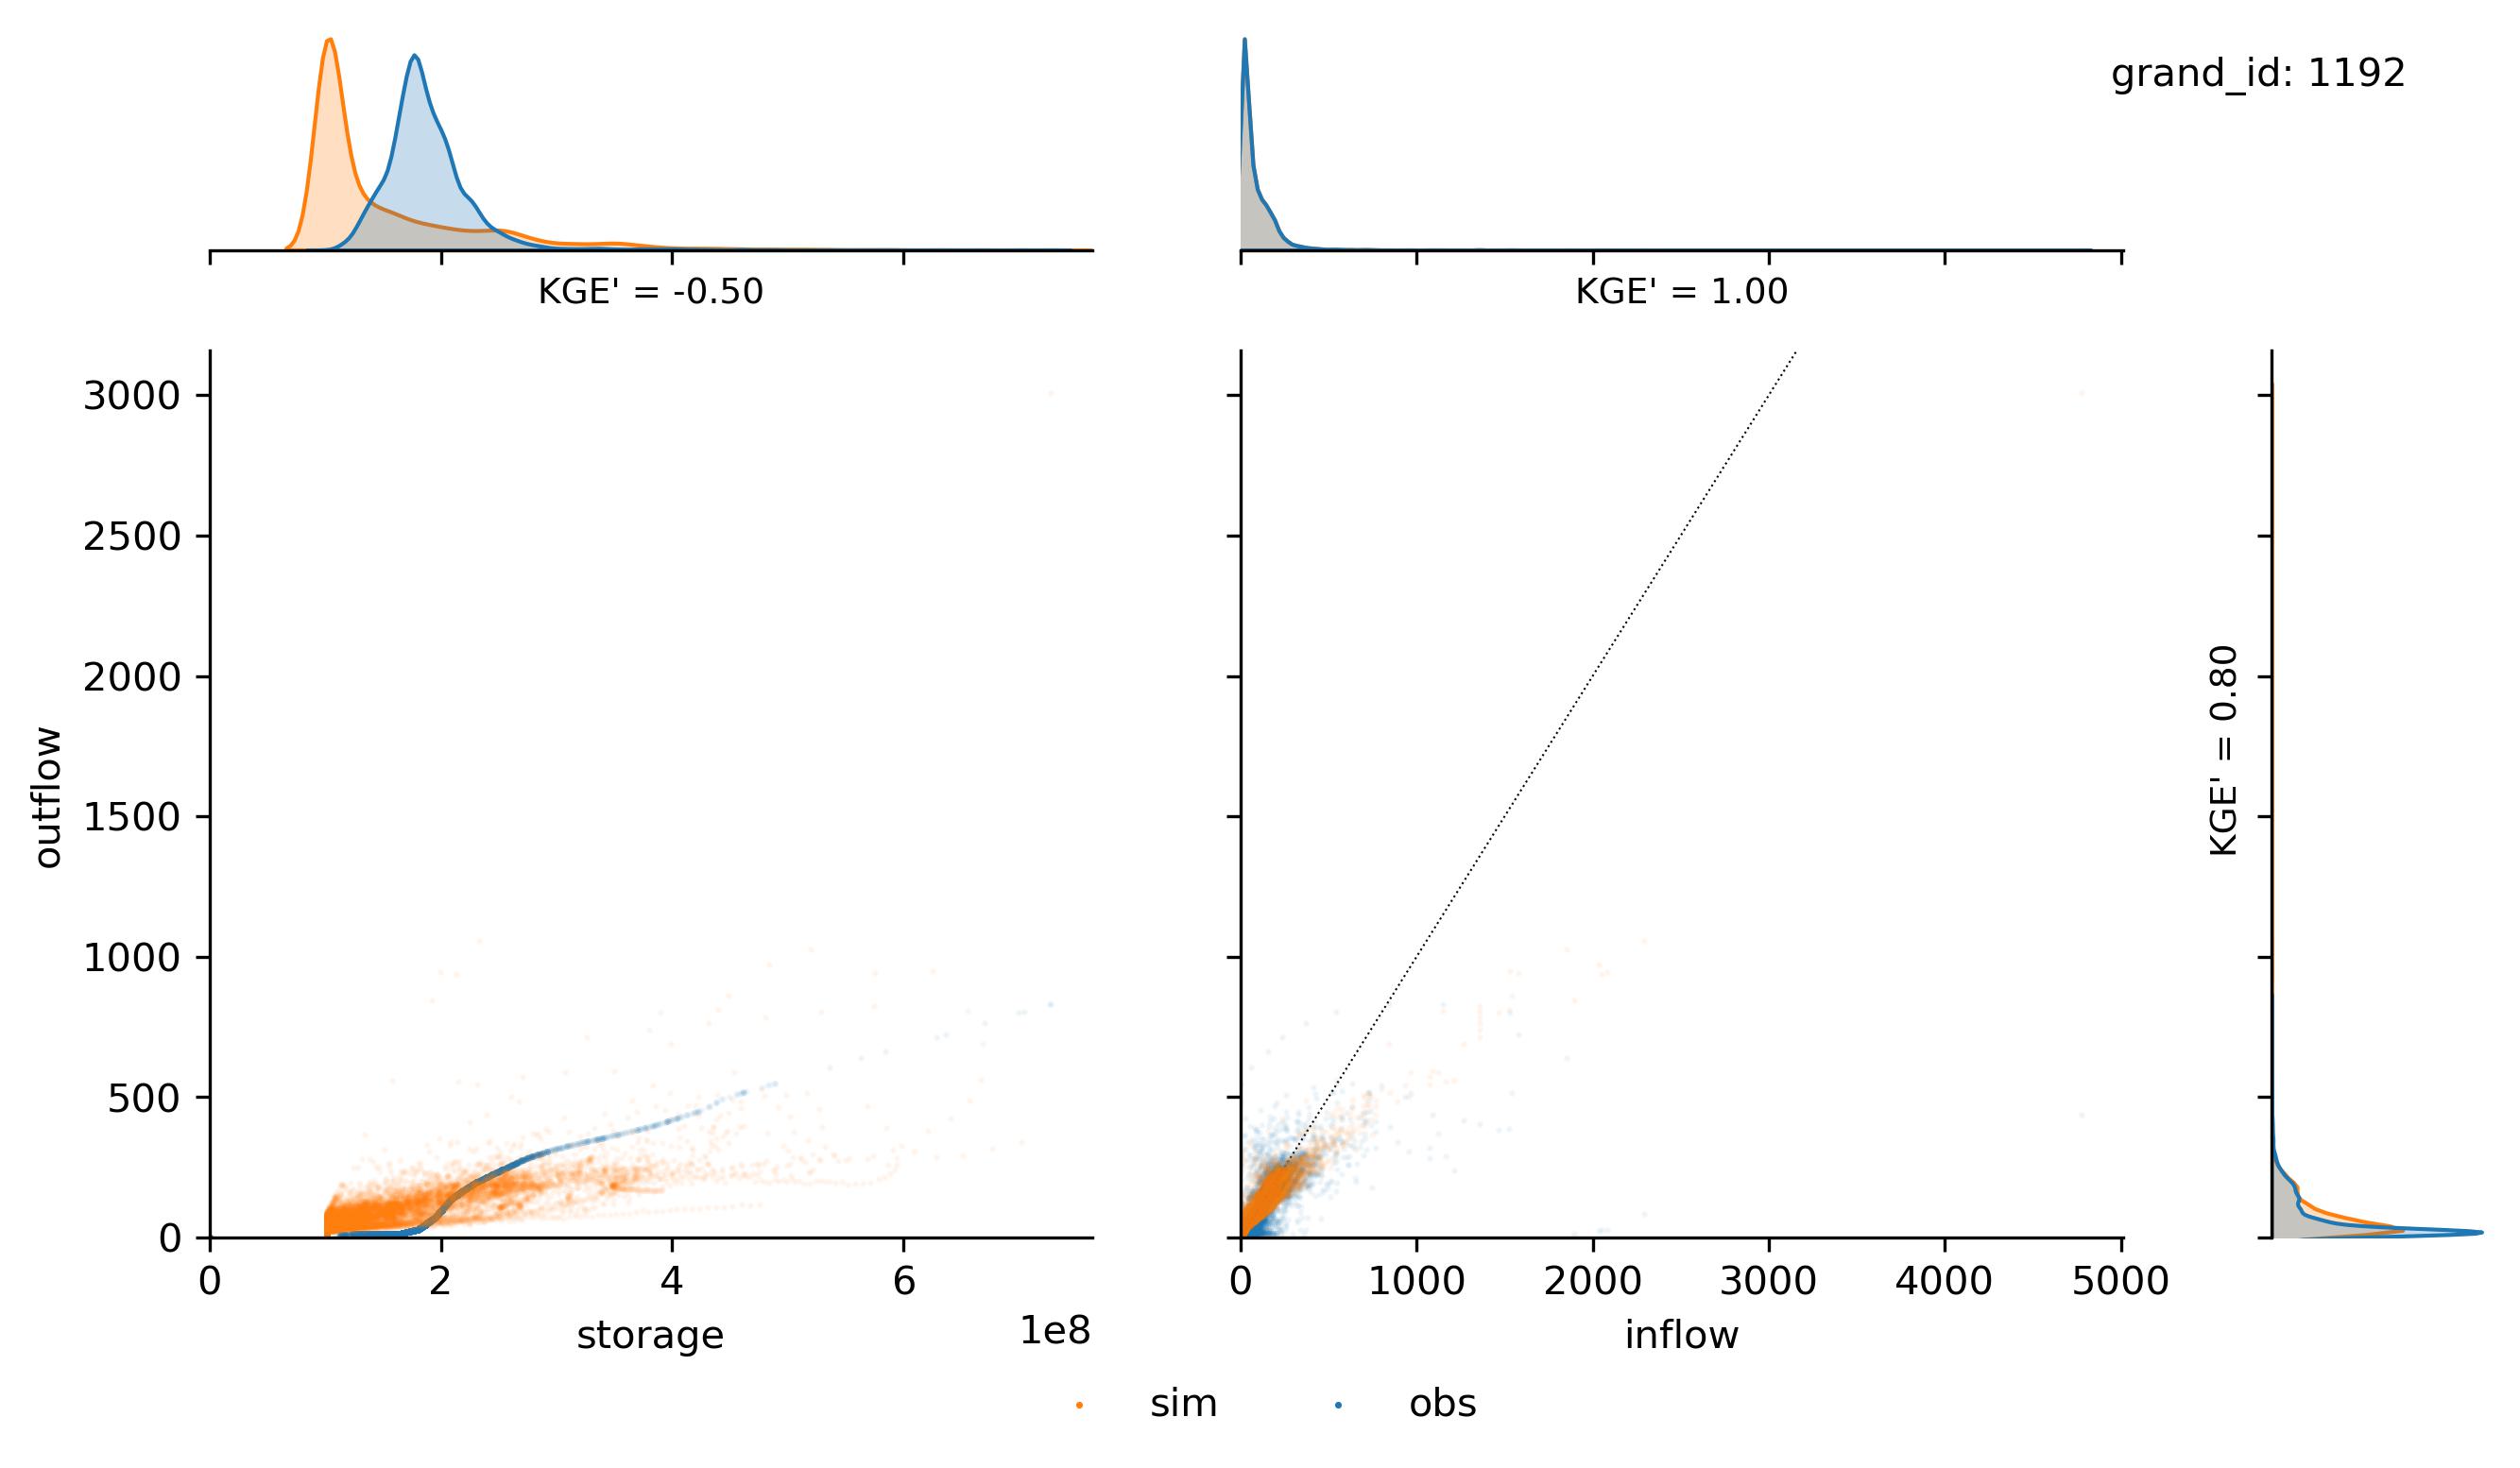 grand_id: 1192
KGE' = -0.50
KGE' = 1.00
3000
2500
2000
1500
1000
500
0
outflow
KGE' = 0.80
0 2 4 6
1e8
storage
0 1000 2000 3000 4000 5000
inflow
sim obs